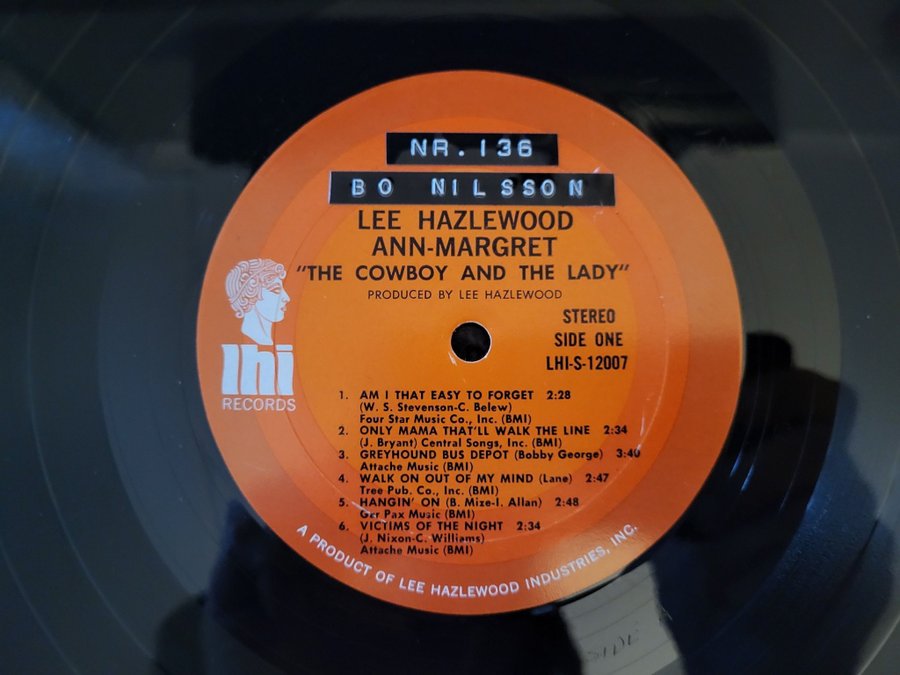 NR.136
BO NILSSON
LEE HAZLEWOOD
ANN-MARGRET
"THE COWBOY AND THE LADY"
PRODUCED BY LEE HAZLEWOOD
STEREO
SIDE ONE
LHI-S-12007
lhi
RECORDS
1. AM I THAT EASY TO FORGET 2:28
(W. S. Stevenson-C. Belew)
Four Star Music Co., Inc. (BMI)
2. ONLY MAMA THAT'LL WALK THE LINE 2:34
(J. Bryant) Central Songs, Inc. (BMI)
3. GREYHOUND BUS DEPOT (Bobby George) 3:40
Attache Music (BMI)
4. WALK ON OUT OF MY MIND (Lane) 2:47
Tree Pub. Co., Inc. (BMI)
5. HANGIN' ON (B. Mize-I. Allan) 2:48
Gar Pax Music (BMI)
6. VICTIMS OF THE NIGHT 2:34
(J. Nixon-C. Williams)
Attache Music (BMI)
A PRODUCT OF LEE HAZLEWOOD INDUSTRIES, INC.
SIDE